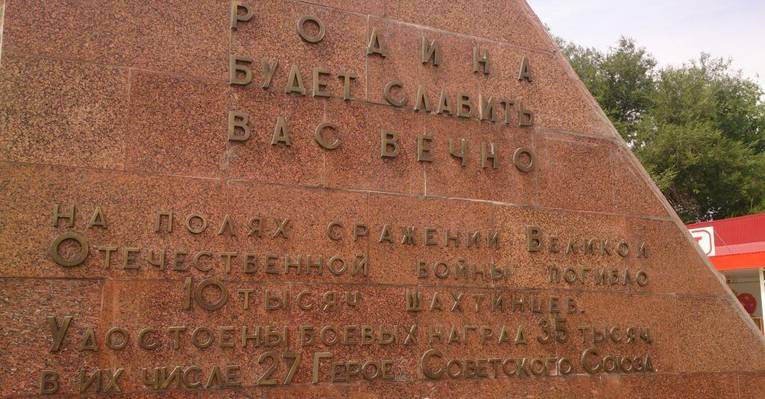 РОДИНА
БУДЕТ СЛАВИТЬ
ВАС ВЕЧНО
НА ПОЛЯХ СРАЖЕНИЙ ВЕЛИКОЙ
ОТЕЧЕСТВЕННОЙ ВОЙНЫ ПОГИБЛО
10 ТЫСЯЧ ШАХТИНЦЕВ.
УДОСТОЕНЫ БОЕВЫХ НАГРАД 35 ТЫСЯЧ
В ИХ ЧИСЛЕ 27 ГЕРОЕ СОВЕТСКОГО СОЮЗА